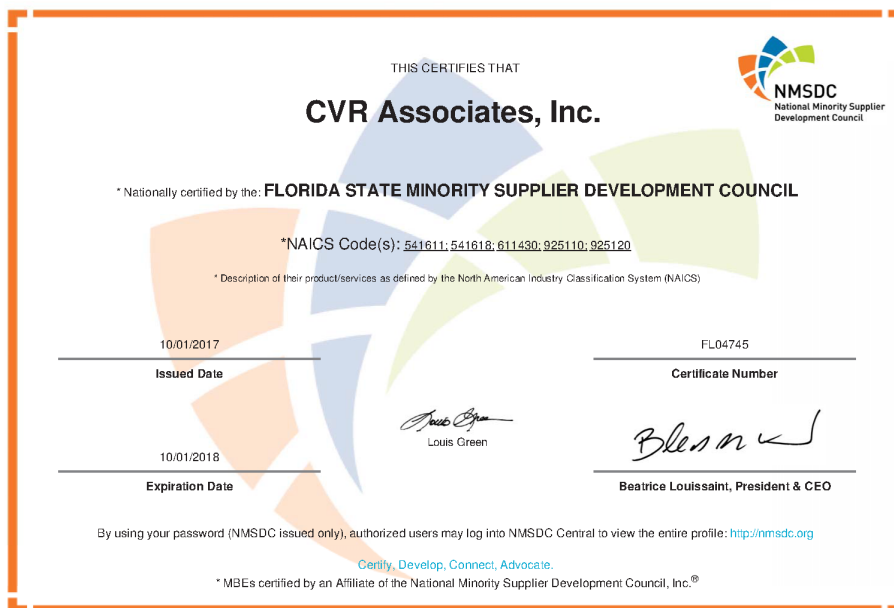 THIS CERTIFIES THAT
NMSDC
National Minority Supplier
Development Council
CVR Associates, Inc.
* Nationally certified by the: FLORIDA STATE MINORITY SUPPLIER DEVELOPMENT COUNCIL
*NAICS Code(s): 541611; 541618; 611430; 925110; 925120
* Description of their product/services as defined by the North American Industry Classification System (NAICS)
10/01/2017
Issued Date
FL04745
Certificate Number
Louis Green
10/01/2018
Expiration Date
Beatrice Louissaint, President & CEO
By using your password (NMSDC issued only), authorized users may log into NMSDC Central to view the entire profile: http://nmsdc.org
Certify, Develop, Connect, Advocate.
* MBEs certified by an Affiliate of the National Minority Supplier Development Council, Inc.®